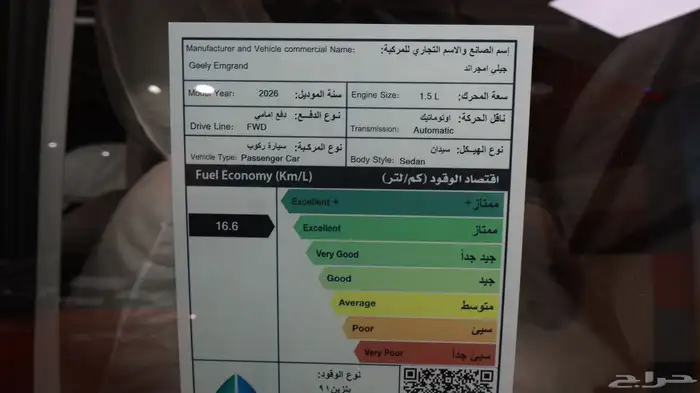 إسم الصانع والاسم التجاري للمركبة:
Manufacturer and Vehicle commercial Name:
Geely Emgrand
جيلي امجراند
Model Year: 2026 سنة الموديل:
Engine Size: 1.5 L سعة المحرك:
نوع الدفـع: دفع امامي
Drive Line: FWD
ناقل الحركة: اوتوماتيك
Transmission: Automatic
نوع المركبة: سيارة ركوب
Vehicle Type: Passenger Car
نوع الهيكل: سيدان
Body Style: Sedan
Fuel Economy (Km/L) اقتصاد الوقود (كم/لتر)
Excellent + ممتاز+
16.6
Excellent ممتاز
Very Good جيد جداً
Good جيد
Average متوسط
Poor سيئ
Very Poor سيئ جداً
نوع الوقود:
بنزين ٩١
حراج